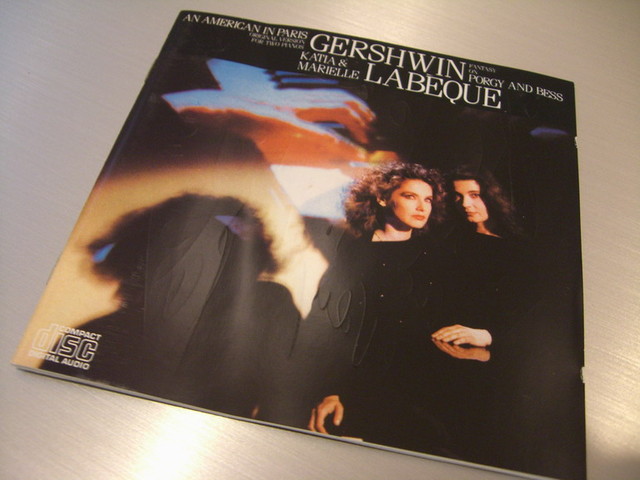 AN AMERICAN IN PARIS
ORIGINAL VERSION
FOR TWO PIANOS
GERSHWIN
FANTASY
ON
PORGY AND BESS
KATIA &
MARIELLE
LABEQUE
COMPACT
disc
DIGITAL AUDIO